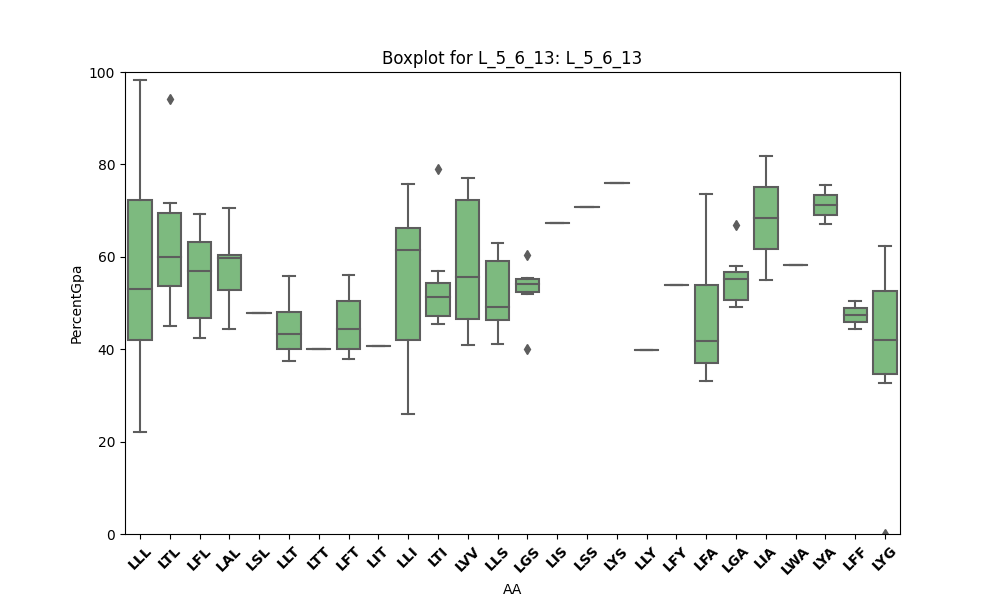 Boxplot for L_5_6_13: L_5_6_13
100
80
60
40
20
0
PercentGpa
LLL LTL LFL LAL LSL LLT LTT LFT LIT LLI LTI LVV LLS LGS LIS LSS LYS LLY LFY LFA LGA LIA LWA LYA LFF LYG
AA